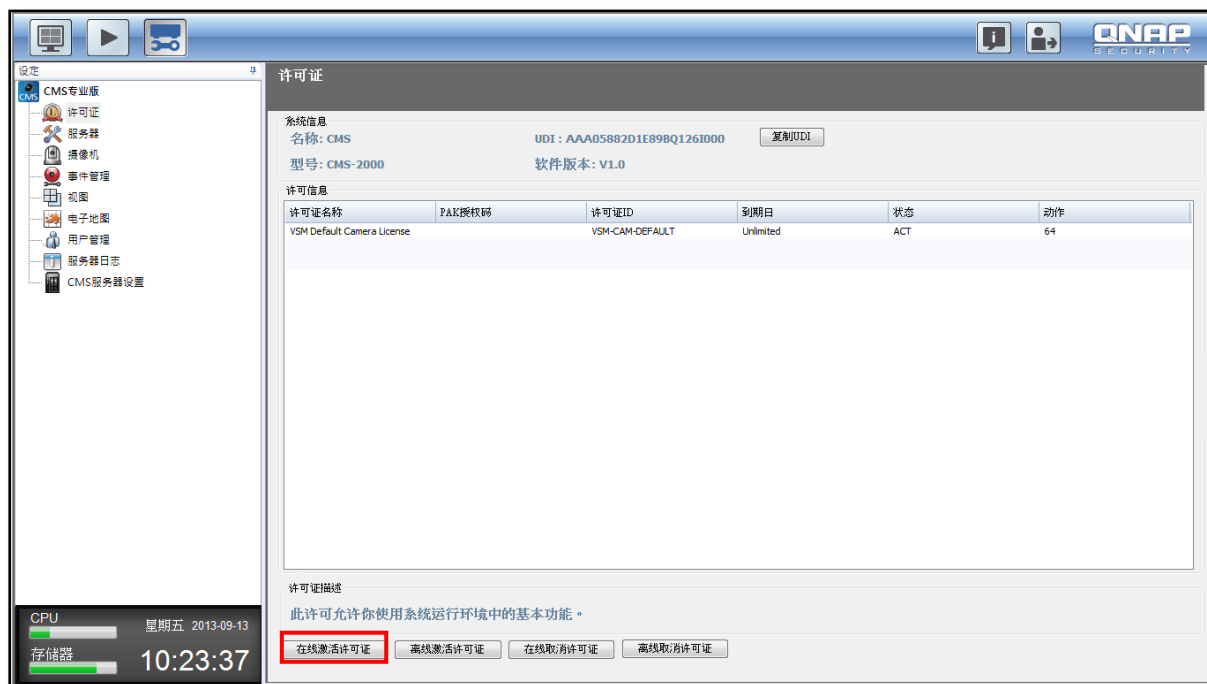 QNAP
SECURITY
设定
CMS专业版
许可证
服务器
摄像机
事件管理
视图
电子地图
用户管理
服务器日志
CMS服务器设置
许可证
系统信息
名称: CMS UDI : AAA05882D1E89BQ126I000 复制UDI
型号: CMS-2000 软件版本: V1.0
许可信息
许可证名称 PAK授权码 许可证ID 到期日 状态 动作
VSM Default Camera License VSM-CAM-DEFAULT Unlimited ACT 64
许可证描述
此许可允许你使用系统运行环境中的基本功能。
在线激活许可证 离线激活许可证 在线取消许可证 离线取消许可证
CPU
星期五 2013-09-13
存储器
10:23:37